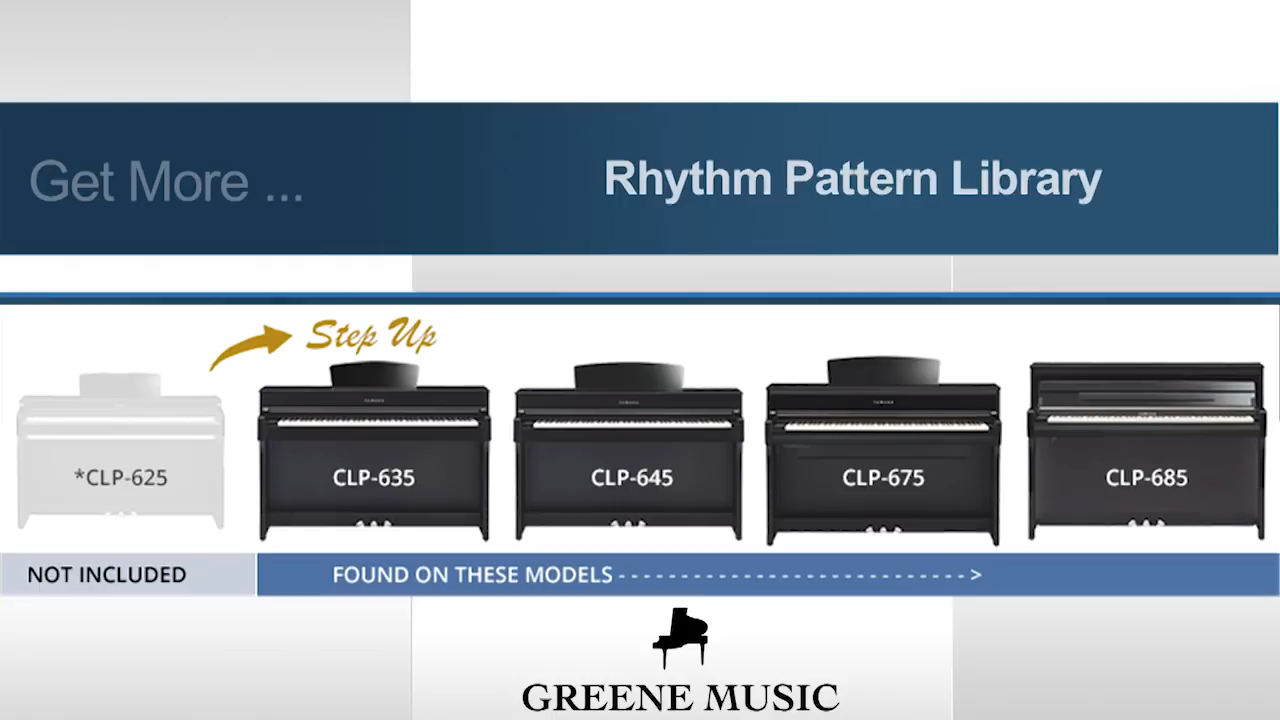 Get More ...
Rhythm Pattern Library
Step Up
*CLP-625
CLP-635
CLP-645
CLP-675
CLP-685
NOT INCLUDED
FOUND ON THESE MODELS - - - - - - - - - - - - - - - - - - - - - - - - - - - - - - - - - >
GREENE MUSIC